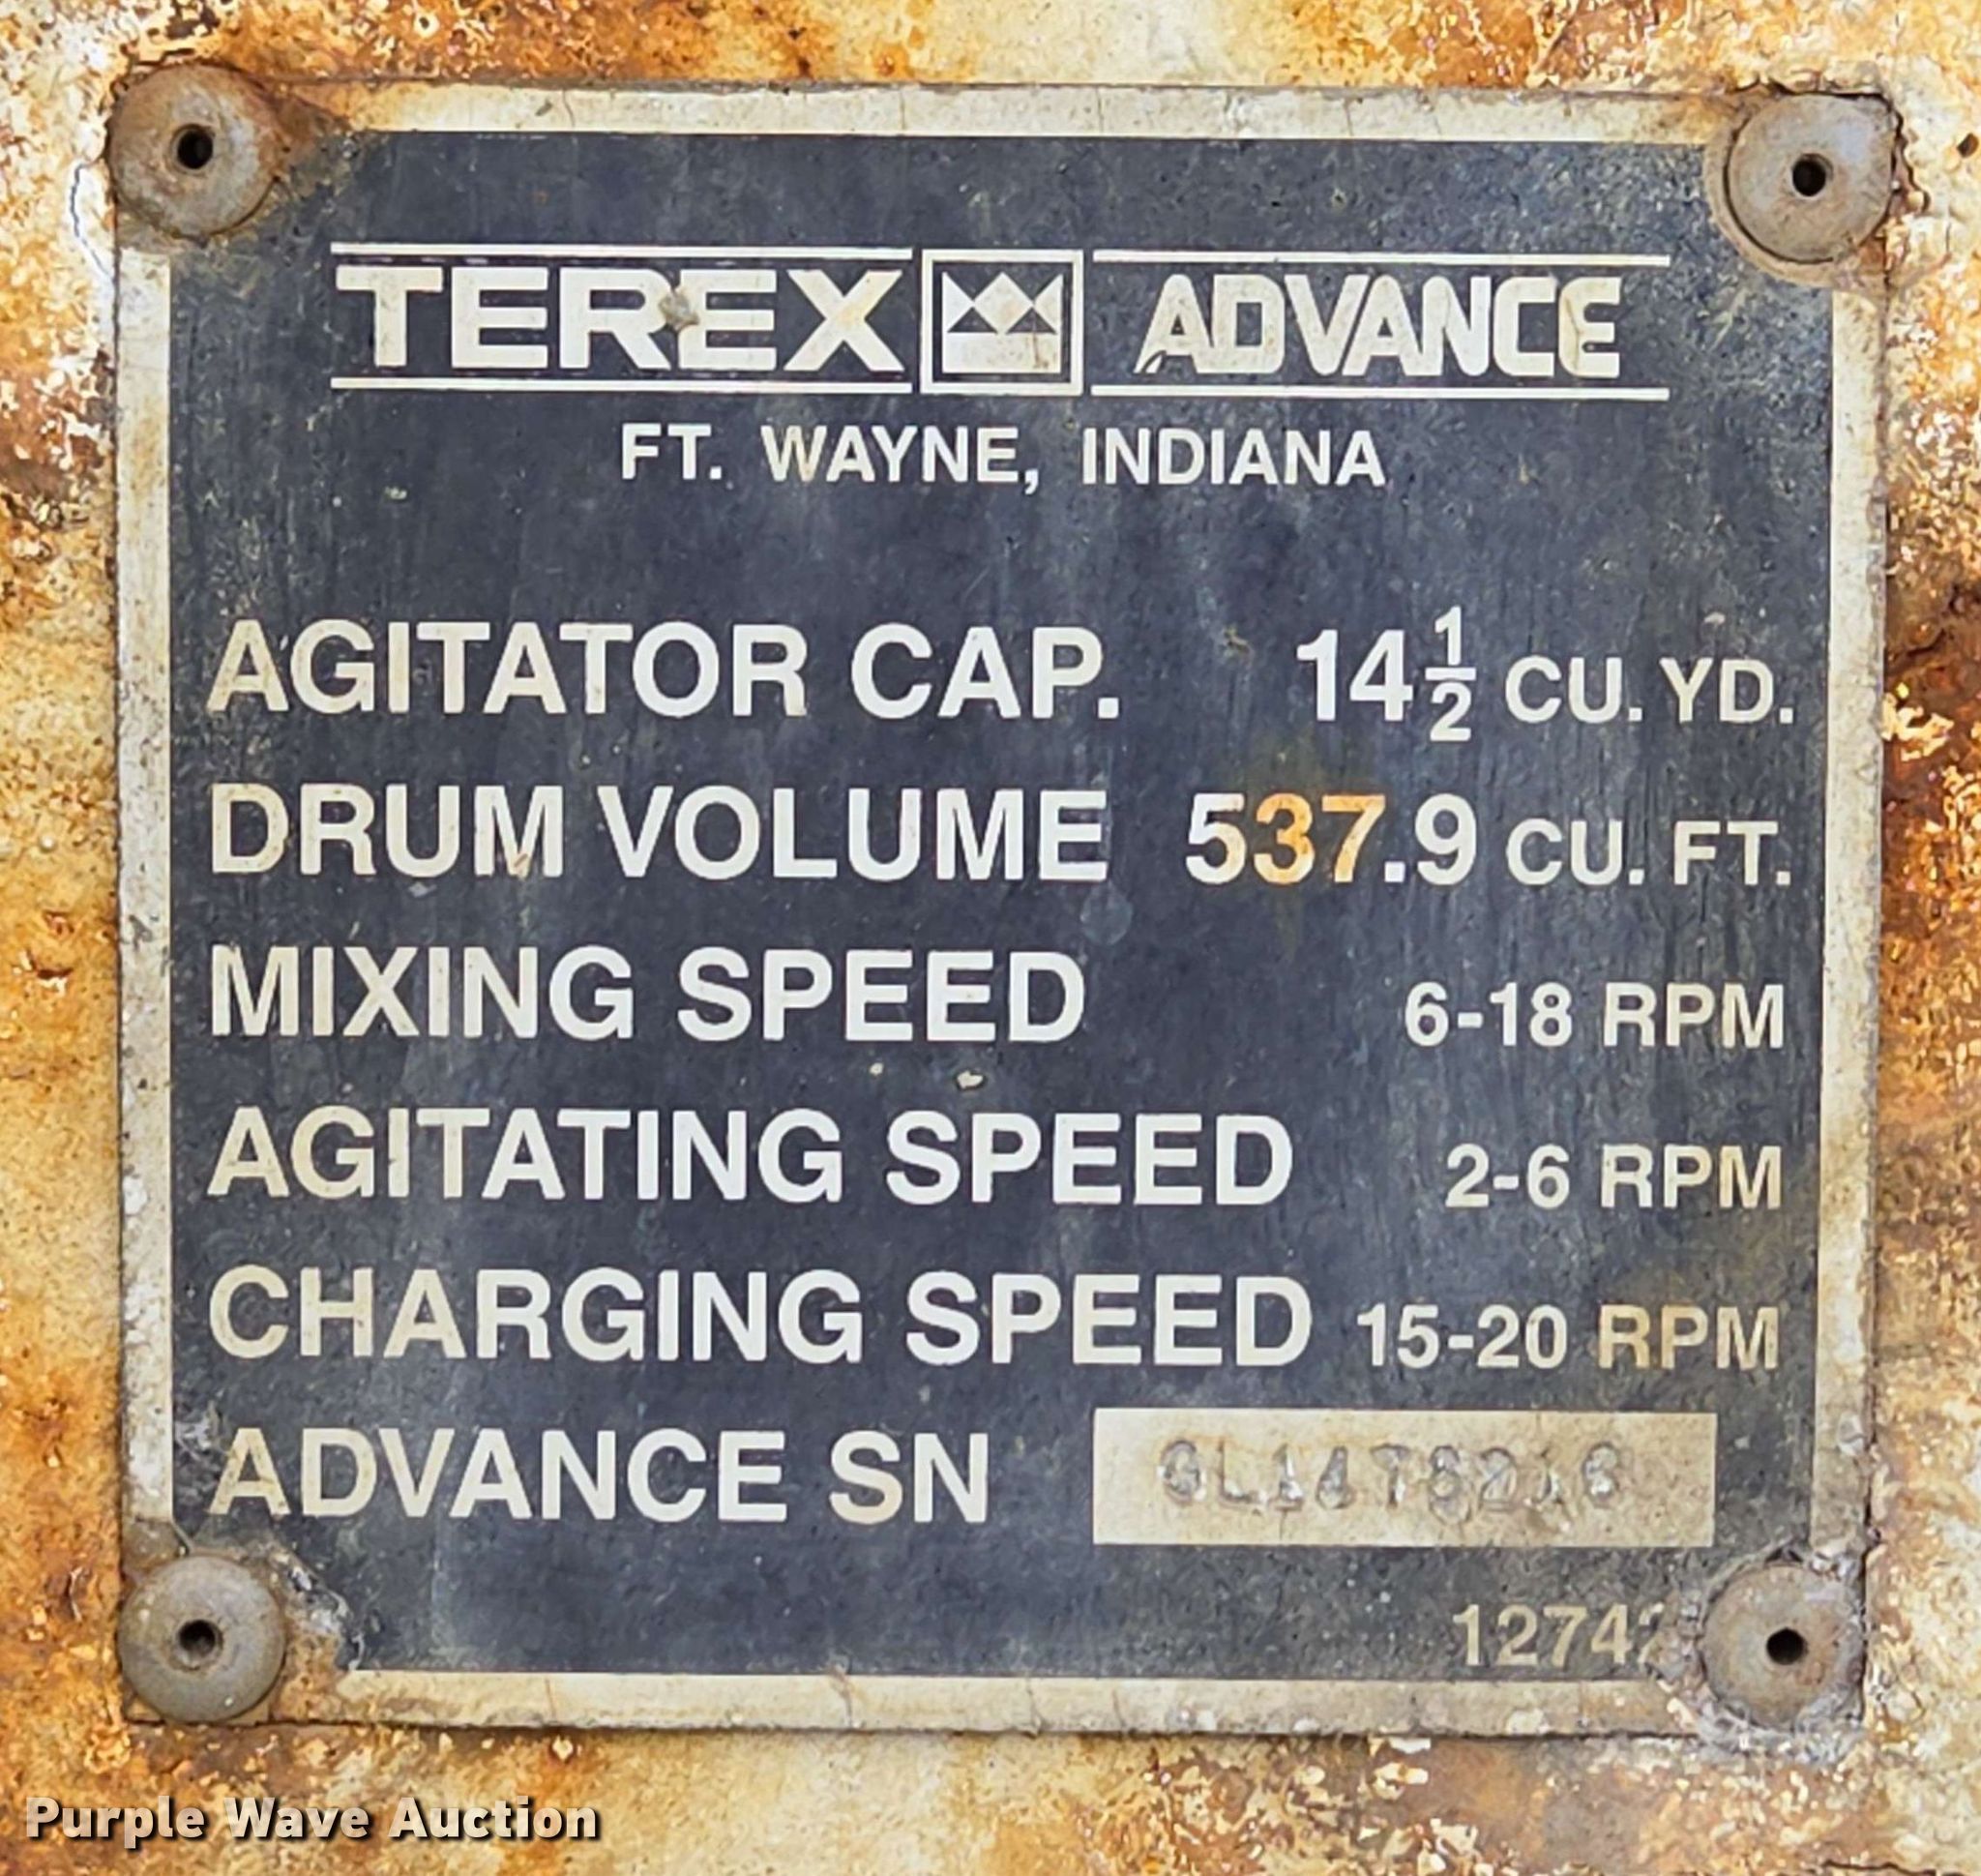 TEREX ADVANCE
FT. WAYNE, INDIANA
AGITATOR CAP. 14 1/2 CU. YD.
DRUM VOLUME 537.9 CU. FT.
MIXING SPEED 6-18 RPM
AGITATING SPEED 2-6 RPM
CHARGING SPEED 15-20 RPM
ADVANCE SN
Purple Wave Auction